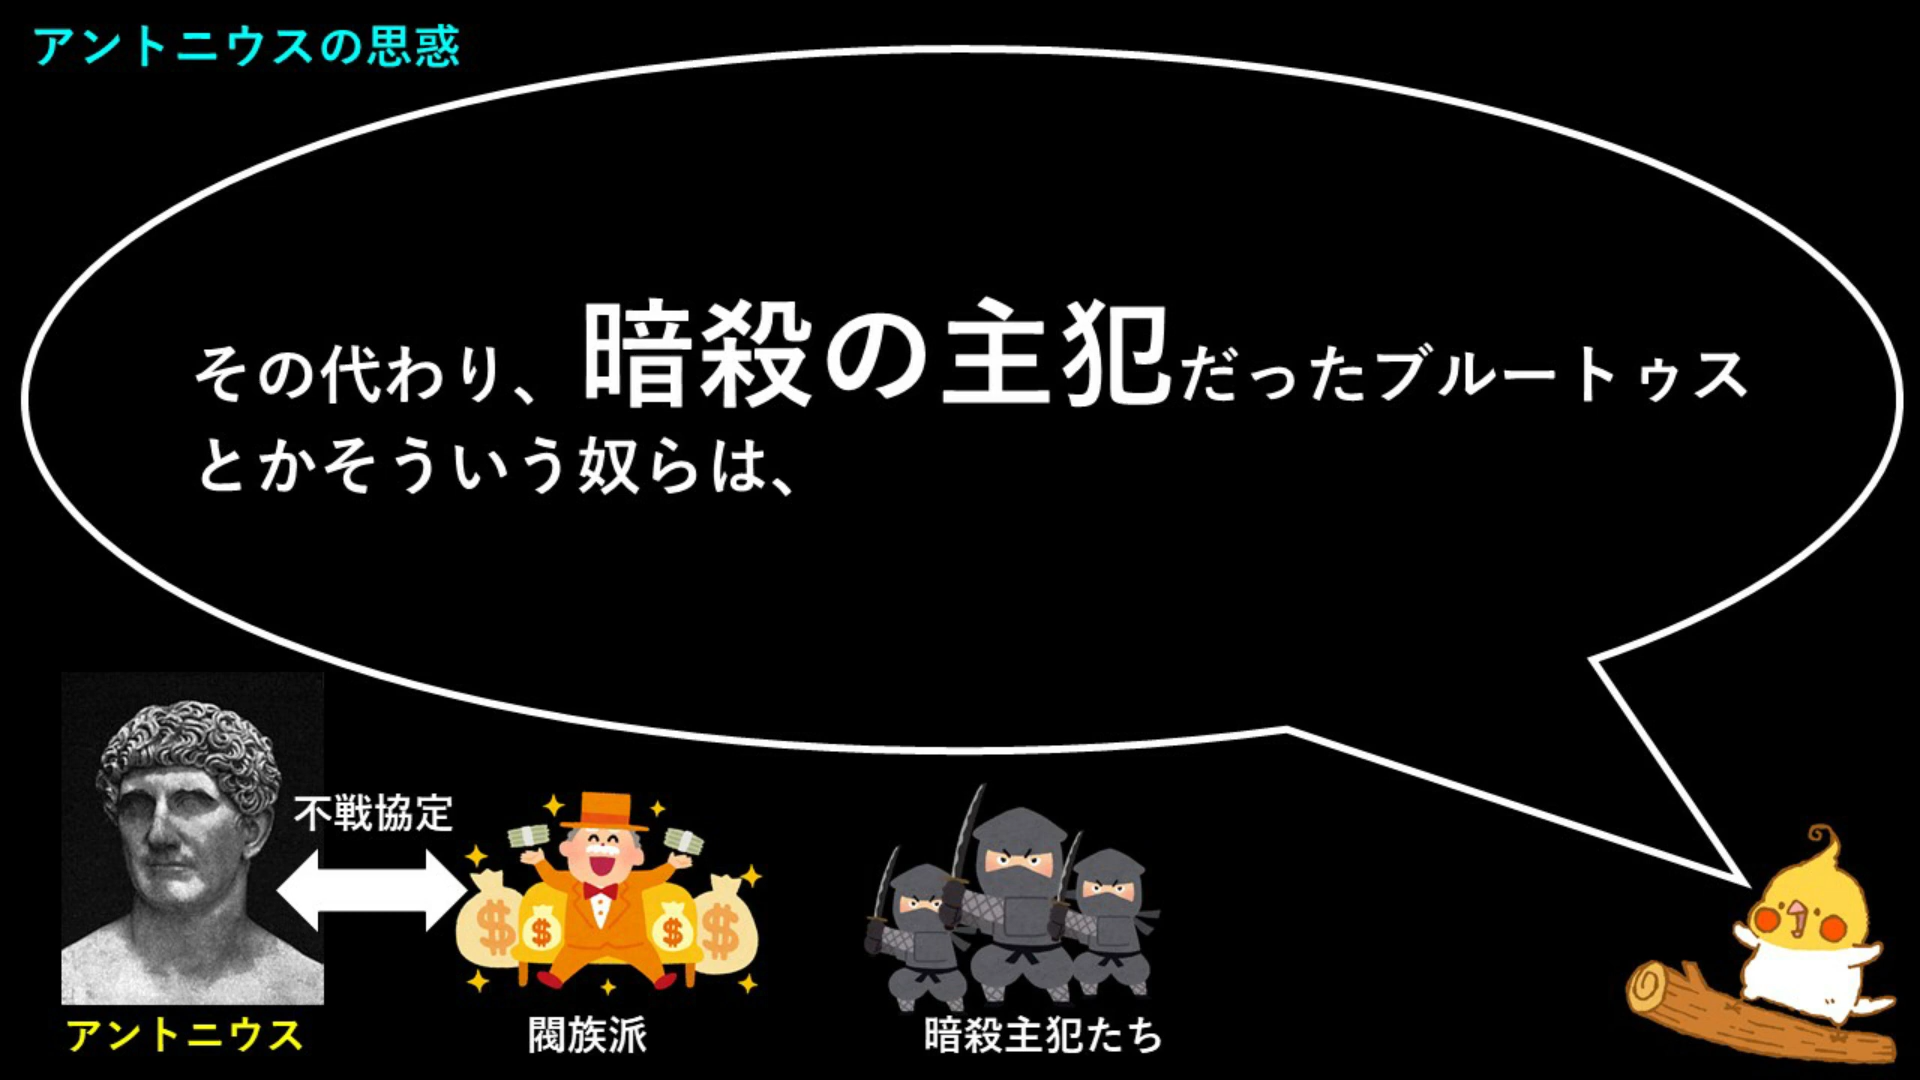 アントニウスの思惑
その代わり、暗殺の主犯だったブルートゥス
とかそういう奴らは、
不戦協定
$ $ $ $
アントニウス
閥族派
暗殺主犯たち